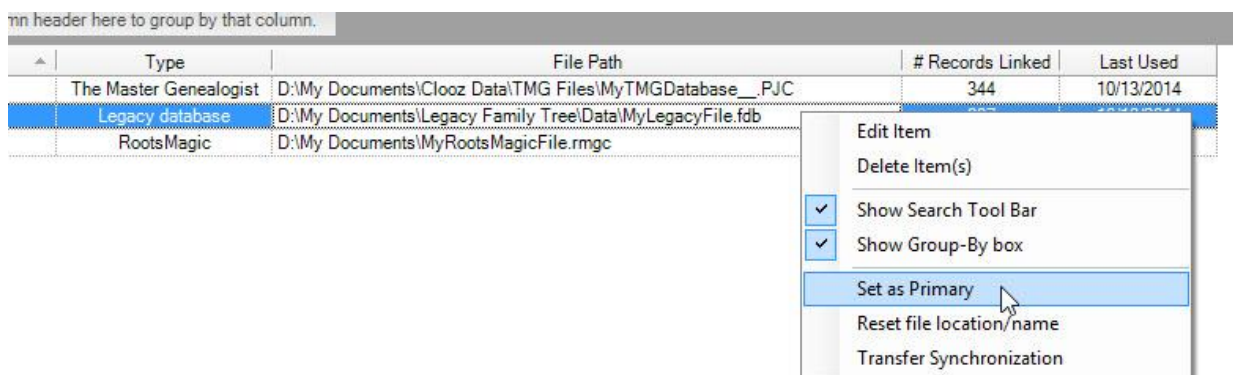 header here to group by that column.
Type File Path # Records Linked Last Used
The Master Genealogist D:\My Documents\Clooz Data\TMG Files\MyTMGDatabase__.PJC 344 10/13/2014
Legacy database D:\My Documents\Legacy Family Tree\Data\MyLegacyFile.fdb
RootsMagic D:\My Documents\MyRootsMagicFile.rmgc
Edit Item
Delete Item(s)
Show Search Tool Bar
Show Group-By box
Set as Primary
Reset file location/name
Transfer Synchronization